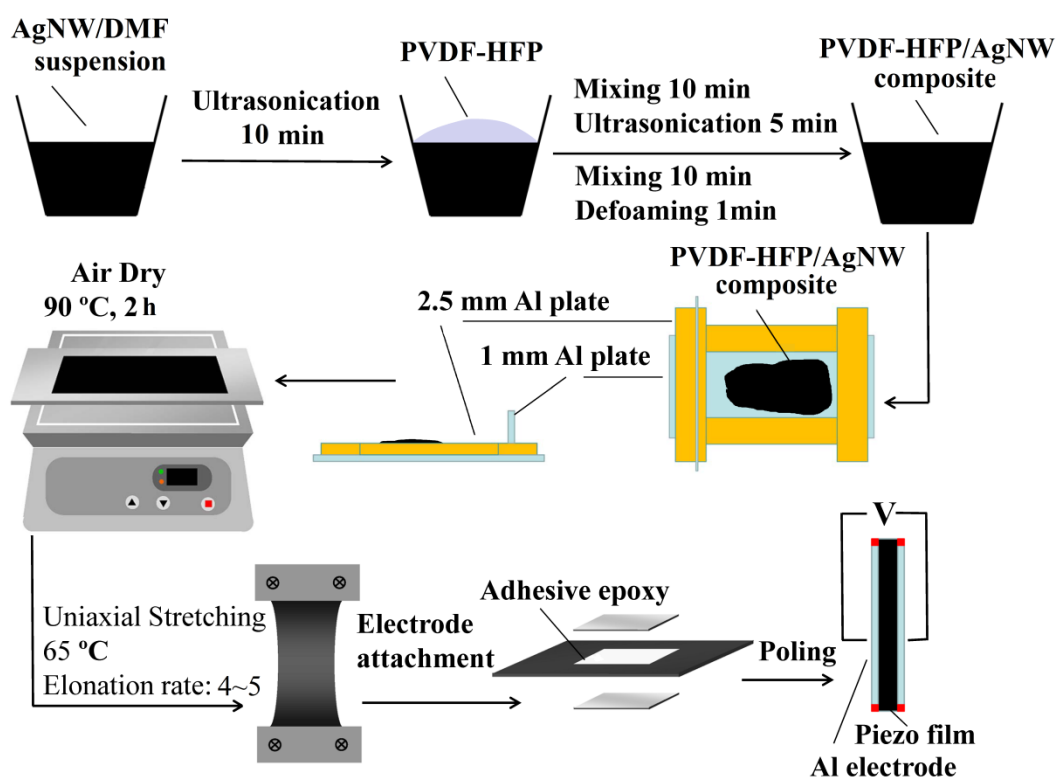 AgNW/DMF
suspension
Ultrasonication
10 min
PVDF-HFP
Mixing 10 min
Ultrasonication 5 min
Mixing 10 min
Defoaming 1min
PVDF-HFP/AgNW
composite
Air Dry
90 ºC, 2 h
2.5 mm Al plate
1 mm Al plate
PVDF-HFP/AgNW
composite
Uniaxial Stretching
65 ºC
Elonation rate: 4~5
Electrode
attachment
Adhesive epoxy
Poling
V
Piezo film
Al electrode